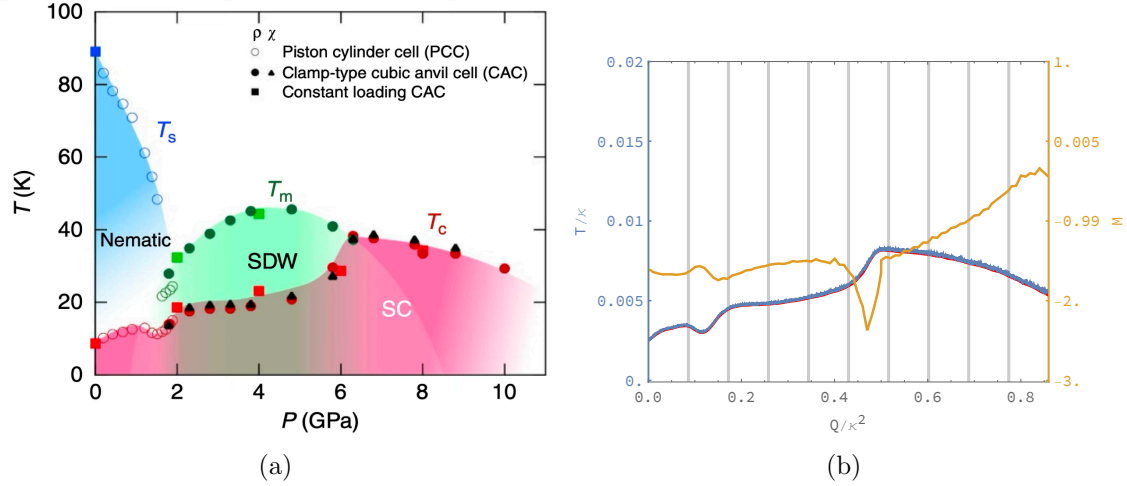 100
80
60
40
20
0
T (K)
0
2
4
6
8
10
P (GPa)
ρ χ
Piston cylinder cell (PCC)
Clamp-type cubic anvil cell (CAC)
Constant loading CAC
Ts
Tm
Tc
Nematic
SDW
SC
(a)
0.02
0.015
0.01
0.005
0.
T/κ
0.0
0.2
0.4
0.6
0.8
Q/κ²
1.
0.005
-0.99
-2.
-3.
M
(b)